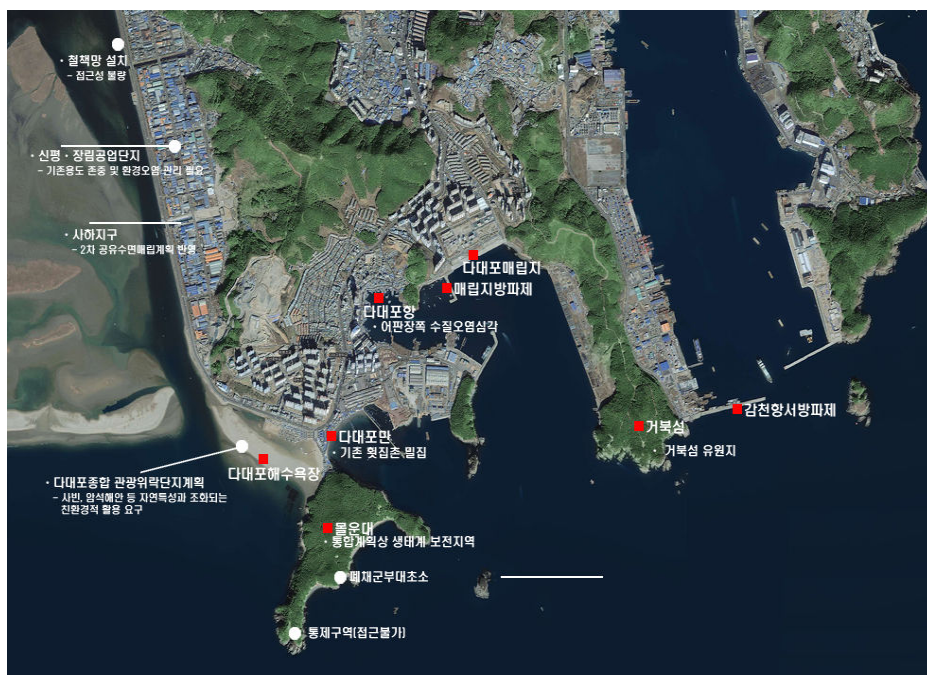 · 철책망 설치
- 접근성 불량
· 신평 · 장림공업단지
- 기존용도 존중 및 환경오염 관리 필요
· 사하지구
- 2차 공유수면매립계획 반영
다대포매립지
매립지방파제
다대포항
· 어판장쪽 수질오염심각
감천항서방파제
거북섬
· 거북섬 유원지
다대포만
· 기존 횟집촌 밀집
다대포해수욕장
· 다대포종합 관광위락단지계획
- 사빈, 암석해안 등 자연특성과 조화되는
친환경적 활용 요구
몰운대
· 통합계획상 생태계 보전지역
폐채군부대초소
통제구역(접근불가)